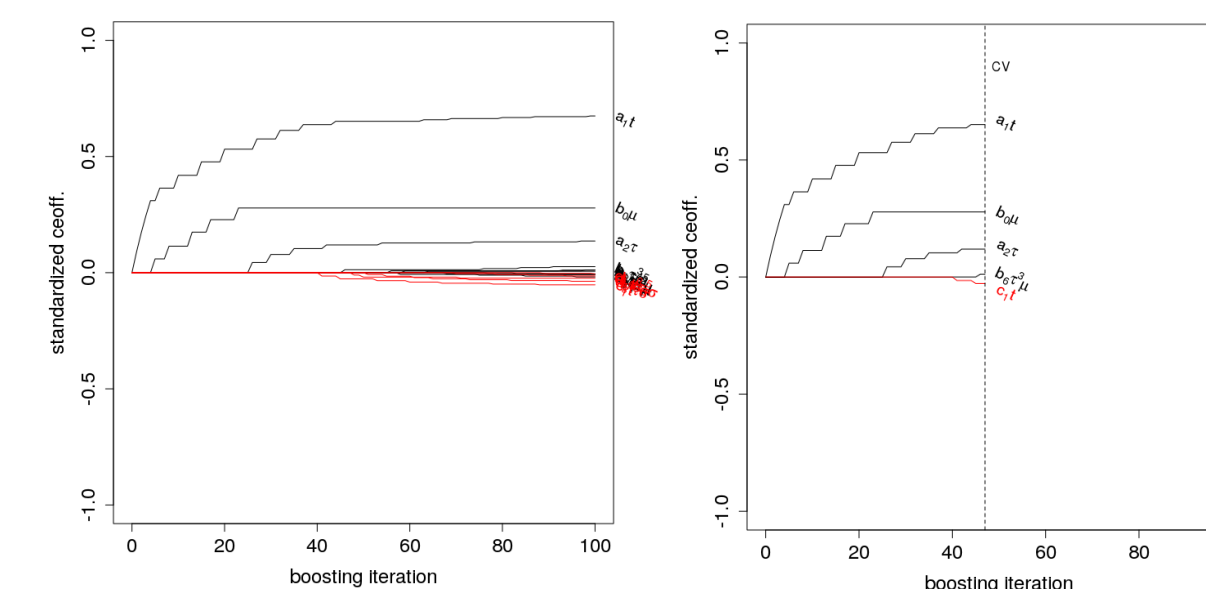 standardized ceoff.
1.0
0.5
0.0
-0.5
-1.0
a₁t
b₀μ
a₂τ
0 20 40 60 80 100
boosting iteration
standardized ceoff.
1.0
0.5
0.0
-0.5
-1.0
CV
a₁t
b₀μ
a₂τ
b₆τ³μ
c₁t
0 20 40 60 80
boosting iteration